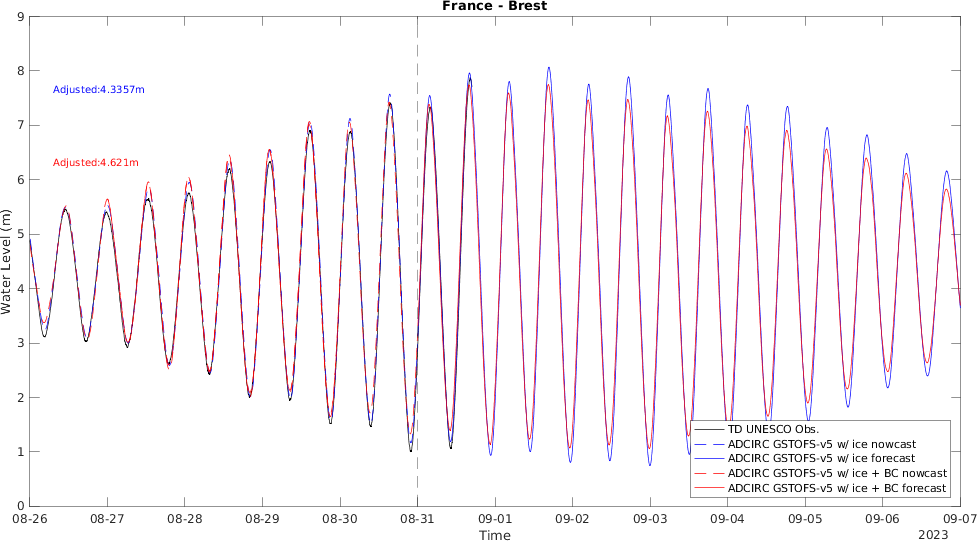 France - Brest
9
8
7
6
5
4
3
2
1
0
Water Level (m)
Adjusted:4.3357m
Adjusted:4.621m
TD UNESCO Obs.
ADCIRC GSTOFS-v5 w/ ice nowcast
ADCIRC GSTOFS-v5 w/ ice forecast
ADCIRC GSTOFS-v5 w/ ice + BC nowcast
ADCIRC GSTOFS-v5 w/ ice + BC forecast
08-26 08-27 08-28 08-29 08-30 08-31 09-01 09-02 09-03 09-04 09-05 09-06 09-07
Time
2023